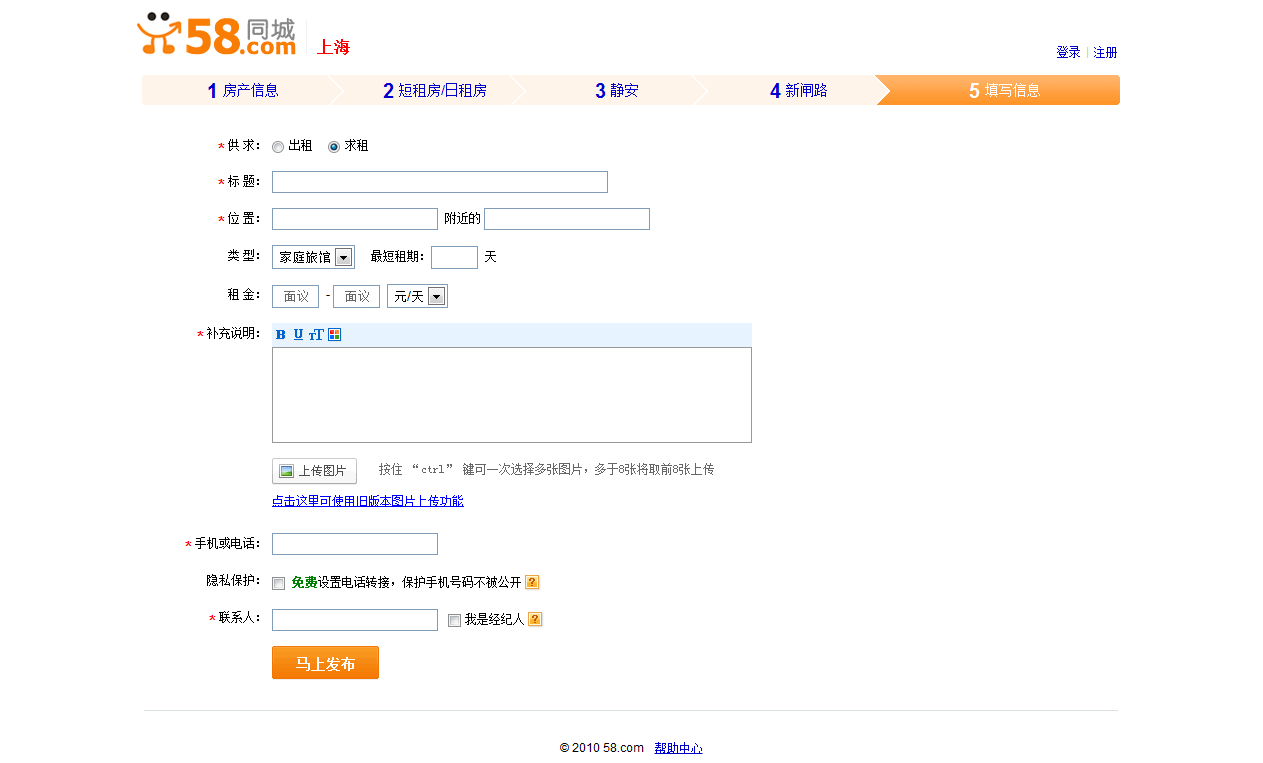 58同城.com 上海
登录 | 注册
1 房产信息 2 短租房/日租房 3 静安 4 新闸路 5 填写信息
* 供 求： 出租 求租
* 标 题：
* 位 置： 附近的
类 型： 家庭旅馆 最短租期： 天
租 金： 面议 - 面议 元/天
* 补充说明： B U TT
上传图片 按住 “ctrl” 键可一次选择多张图片，多于8张将取前8张上传
点击这里可使用旧版本图片上传功能
* 手机或电话：
隐私保护： 免费设置电话转接，保护手机号码不被公开 ?
* 联系人： 我是经纪人 ?
马上发布
© 2010 58.com 帮助中心